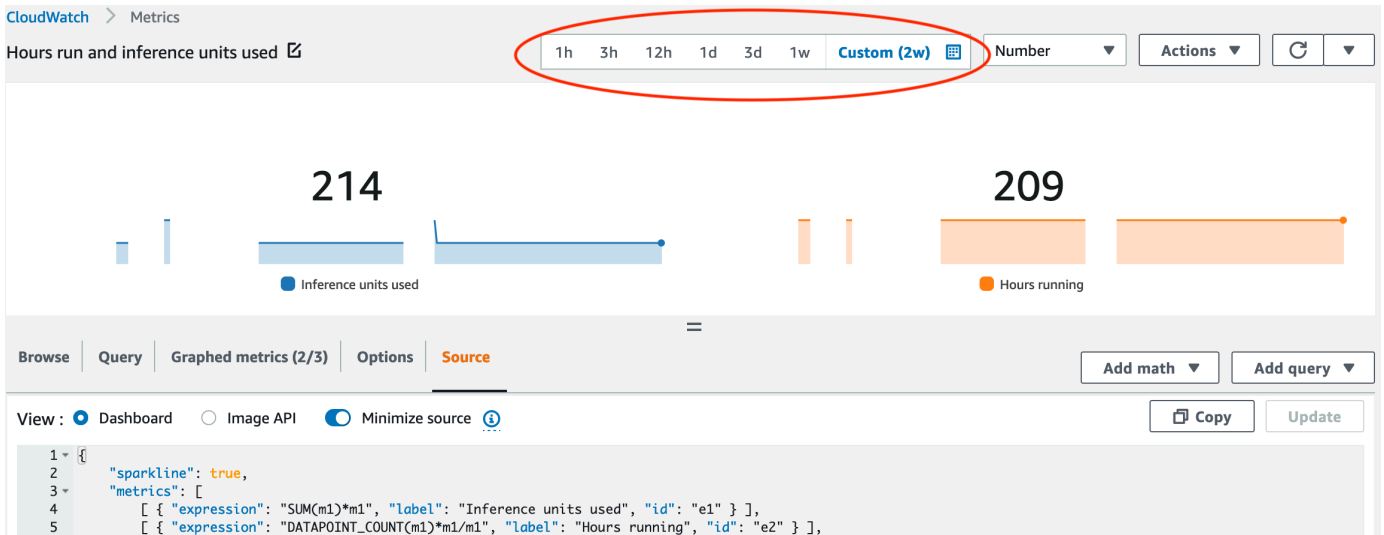 CloudWatch > Metrics
Hours run and inference units used
1h 3h 12h 1d 3d 1w Custom (2w) Number Actions
214 209
Inference units used Hours running
Browse Query Graphed metrics (2/3) Options Source Add math Add query
View : Dashboard Image API Minimize source Copy Update
1 {
2 "sparkline": true,
3 "metrics": [
4 [ { "expression": "SUM(m1)*m1", "label": "Inference units used", "id": "e1" } ],
5 [ { "expression": "DATAPOINT_COUNT(m1)*m1/m1", "label": "Hours running", "id": "e2" } ],